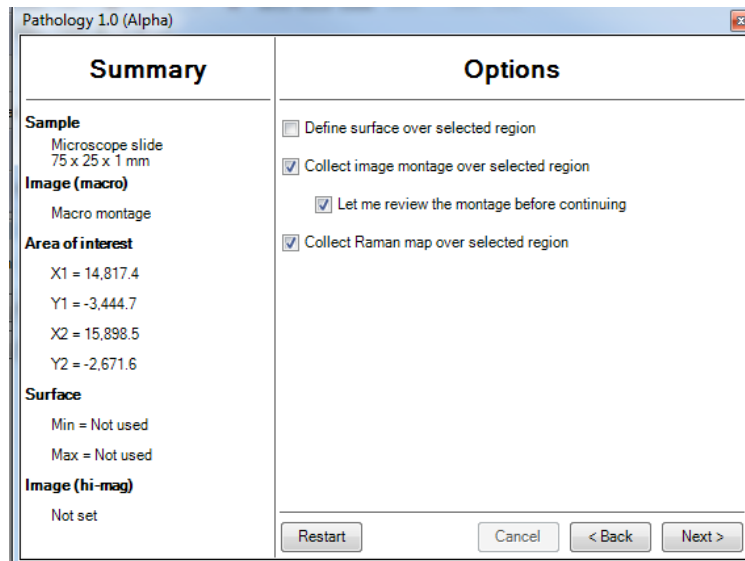 Pathology 1.0 (Alpha)
Summary
Sample
Microscope slide
75 x 25 x 1 mm
Image (macro)
Macro montage
Area of interest
X1 = 14,817.4
Y1 = -3,444.7
X2 = 15,898.5
Y2 = -2,671.6
Surface
Min = Not used
Max = Not used
Image (hi-mag)
Not set
Options
Define surface over selected region
Collect image montage over selected region
Let me review the montage before continuing
Collect Raman map over selected region
Restart
Cancel
< Back
Next >